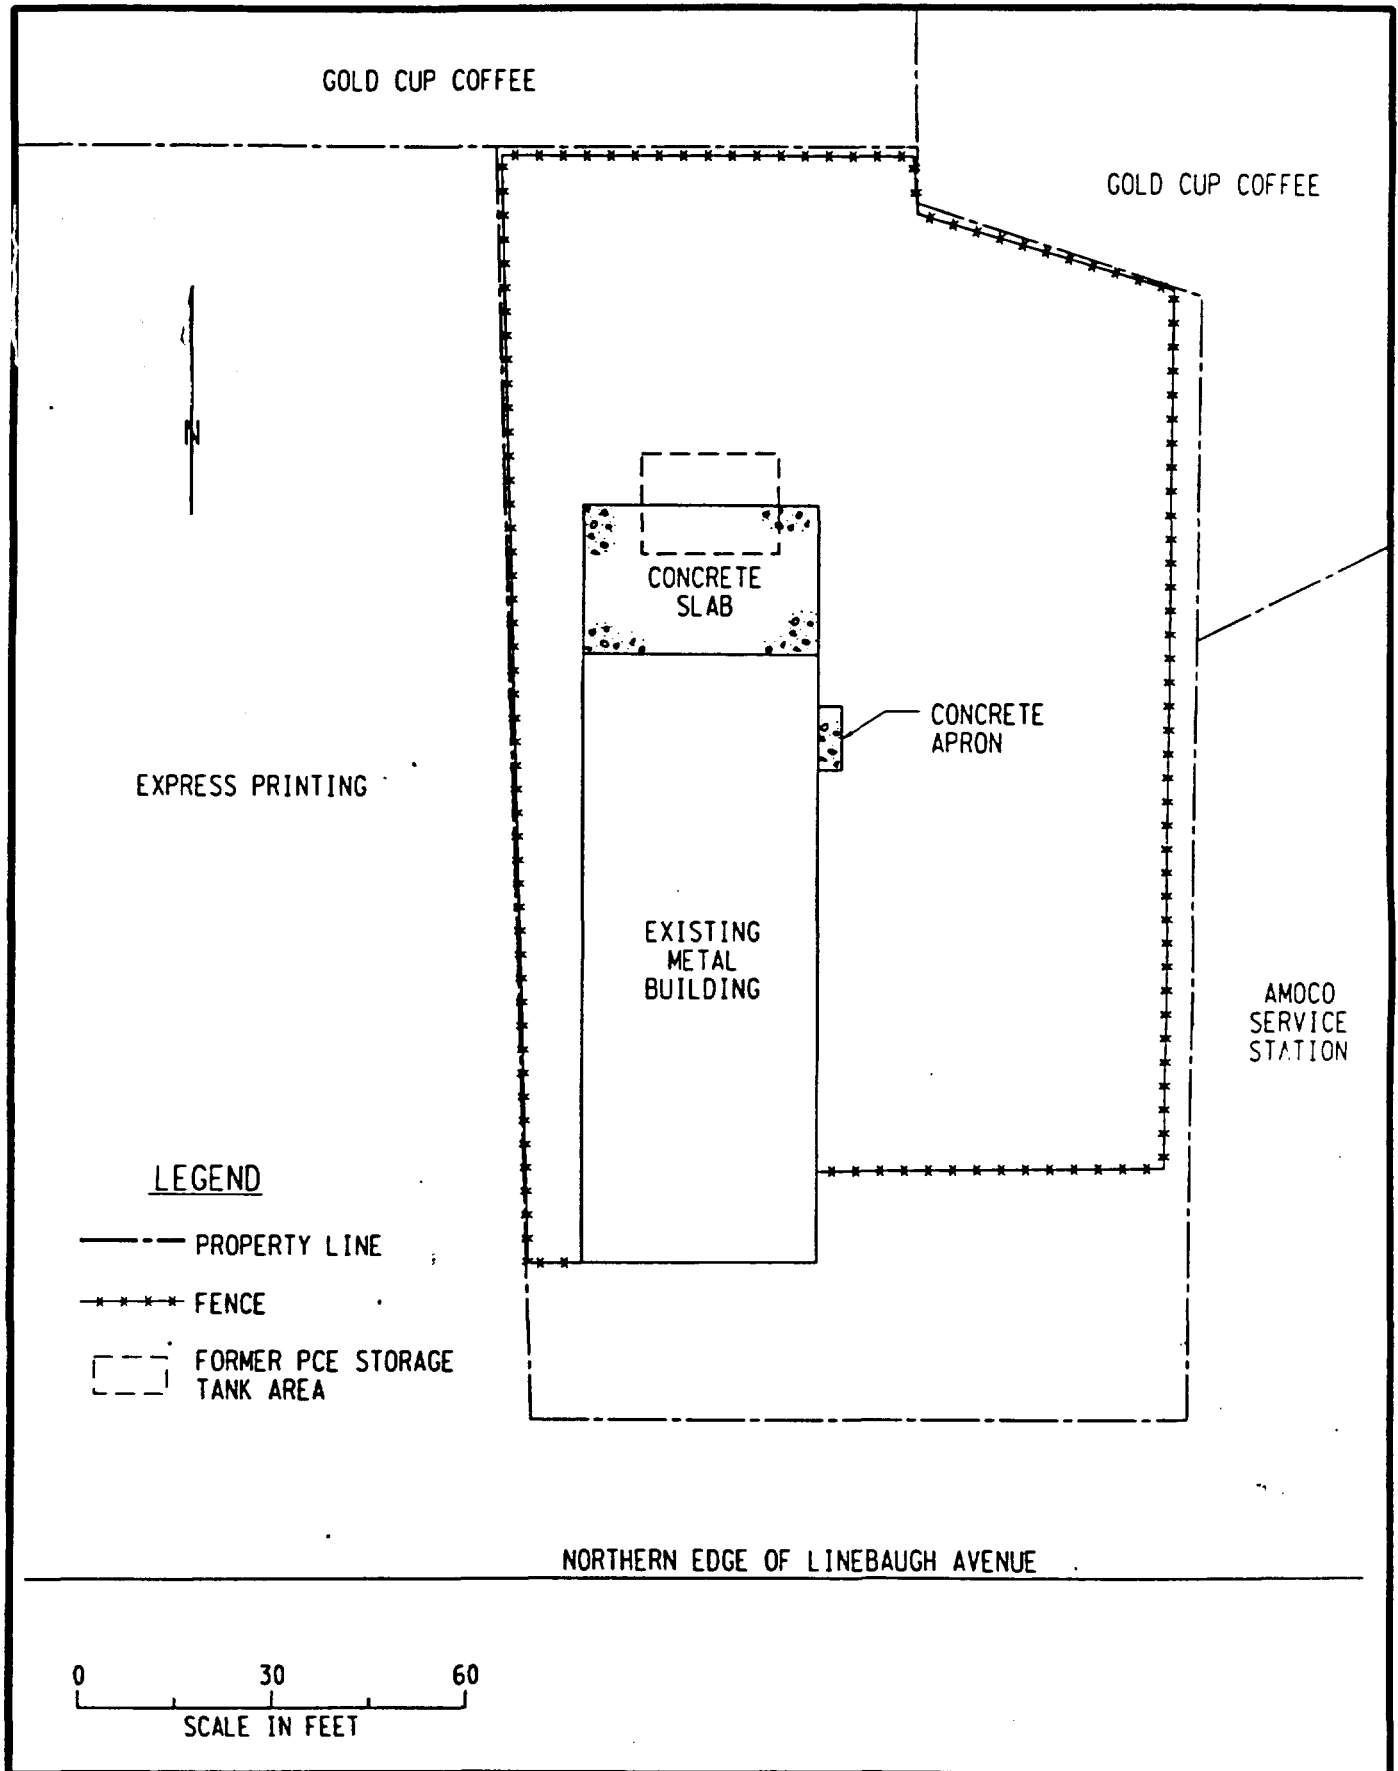 GOLD CUP COFFEE
GOLD CUP COFFEE
N
CONCRETE
SLAB
CONCRETE
APRON
EXPRESS PRINTING
EXISTING
METAL
BUILDING
AMOCO
SERVICE
STATION
LEGEND
PROPERTY LINE
FENCE
FORMER PCE STORAGE
TANK AREA
NORTHERN EDGE OF LINEBAUGH AVENUE
0 30 60
SCALE IN FEET